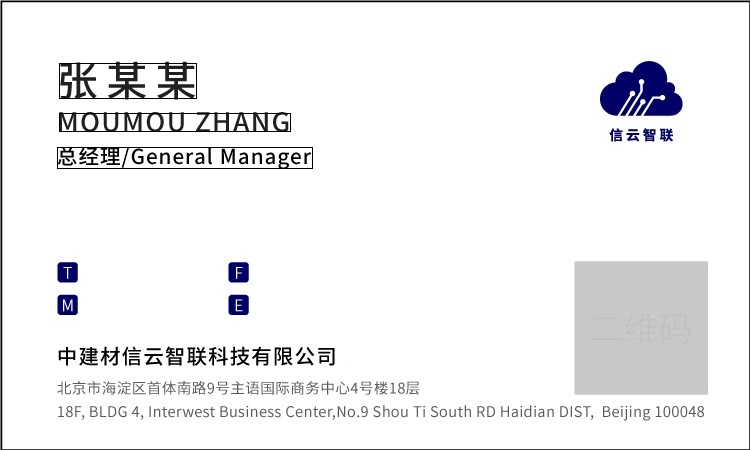 张某某
MOUMOU ZHANG
总经理/General Manager
信云智联
T
F
M
E
二维码
中建材信云智联科技有限公司
北京市海淀区首体南路9号主语国际商务中心4号楼18层
18F, BLDG 4, Interwest Business Center,No.9 Shou Ti South RD Haidian DIST, Beijing 100048